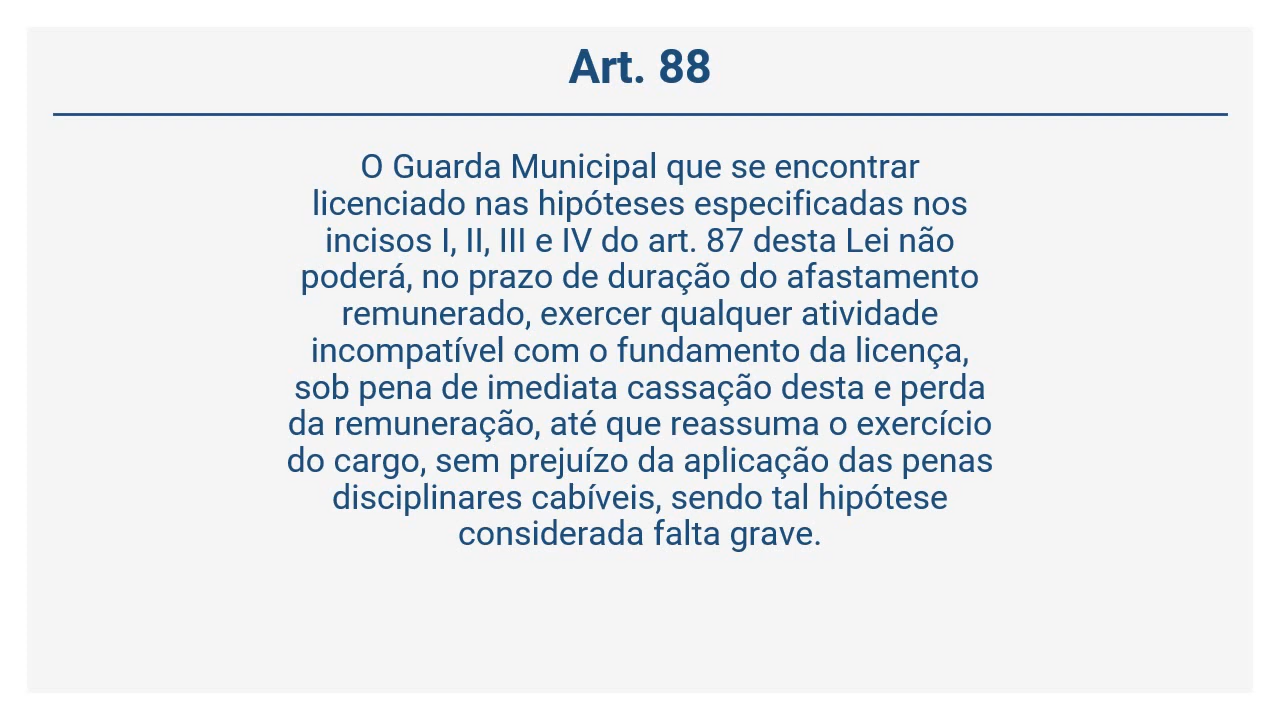 Art. 88
O Guarda Municipal que se encontrar
licenciado nas hipóteses especificadas nos
incisos I, II, III e IV do art. 87 desta Lei não
poderá, no prazo de duração do afastamento
remunerado, exercer qualquer atividade
incompatível com o fundamento da licença,
sob pena de imediata cassação desta e perda
da remuneração, até que reassuma o exercício
do cargo, sem prejuízo da aplicação das penas
disciplinares cabíveis, sendo tal hipótese
considerada falta grave.